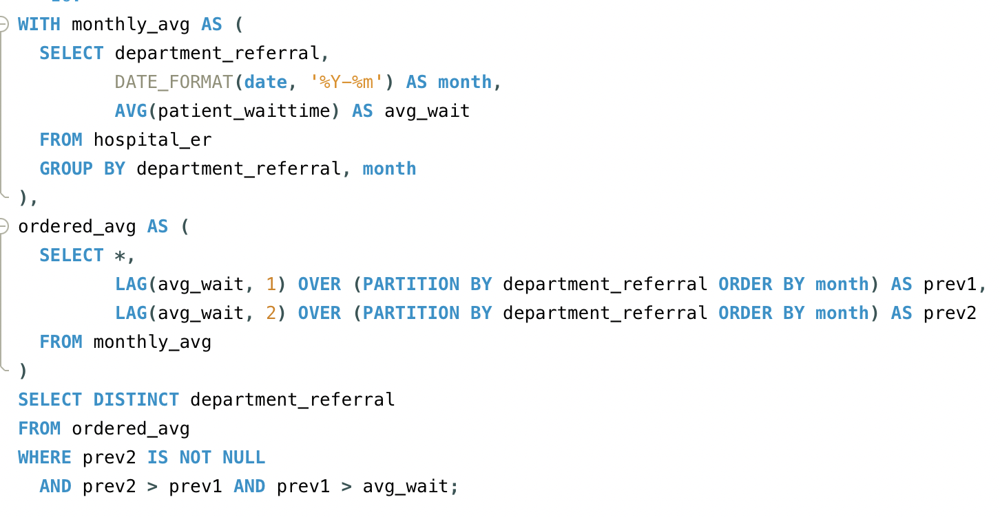 WITH monthly_avg AS (
  SELECT department_referral,
         DATE_FORMAT(date, '%Y-%m') AS month,
         AVG(patient_waittime) AS avg_wait
  FROM hospital_er
  GROUP BY department_referral, month
),
ordered_avg AS (
  SELECT *,
         LAG(avg_wait, 1) OVER (PARTITION BY department_referral ORDER BY month) AS prev1,
         LAG(avg_wait, 2) OVER (PARTITION BY department_referral ORDER BY month) AS prev2
  FROM monthly_avg
)
SELECT DISTINCT department_referral
FROM ordered_avg
WHERE prev2 IS NOT NULL
  AND prev2 > prev1 AND prev1 > avg_wait;